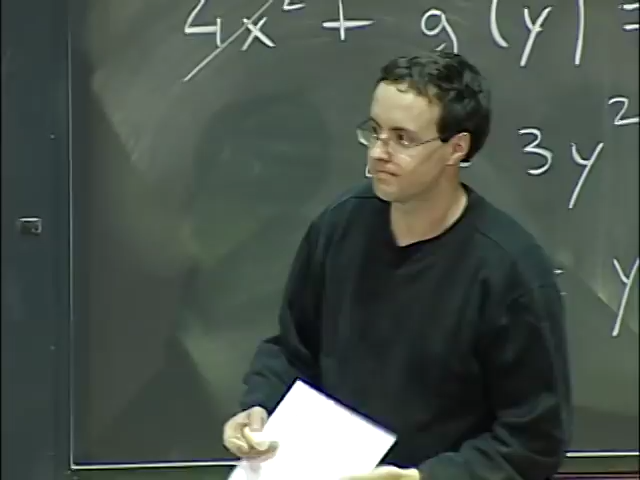 4x² + g(y) =
3y²
= y